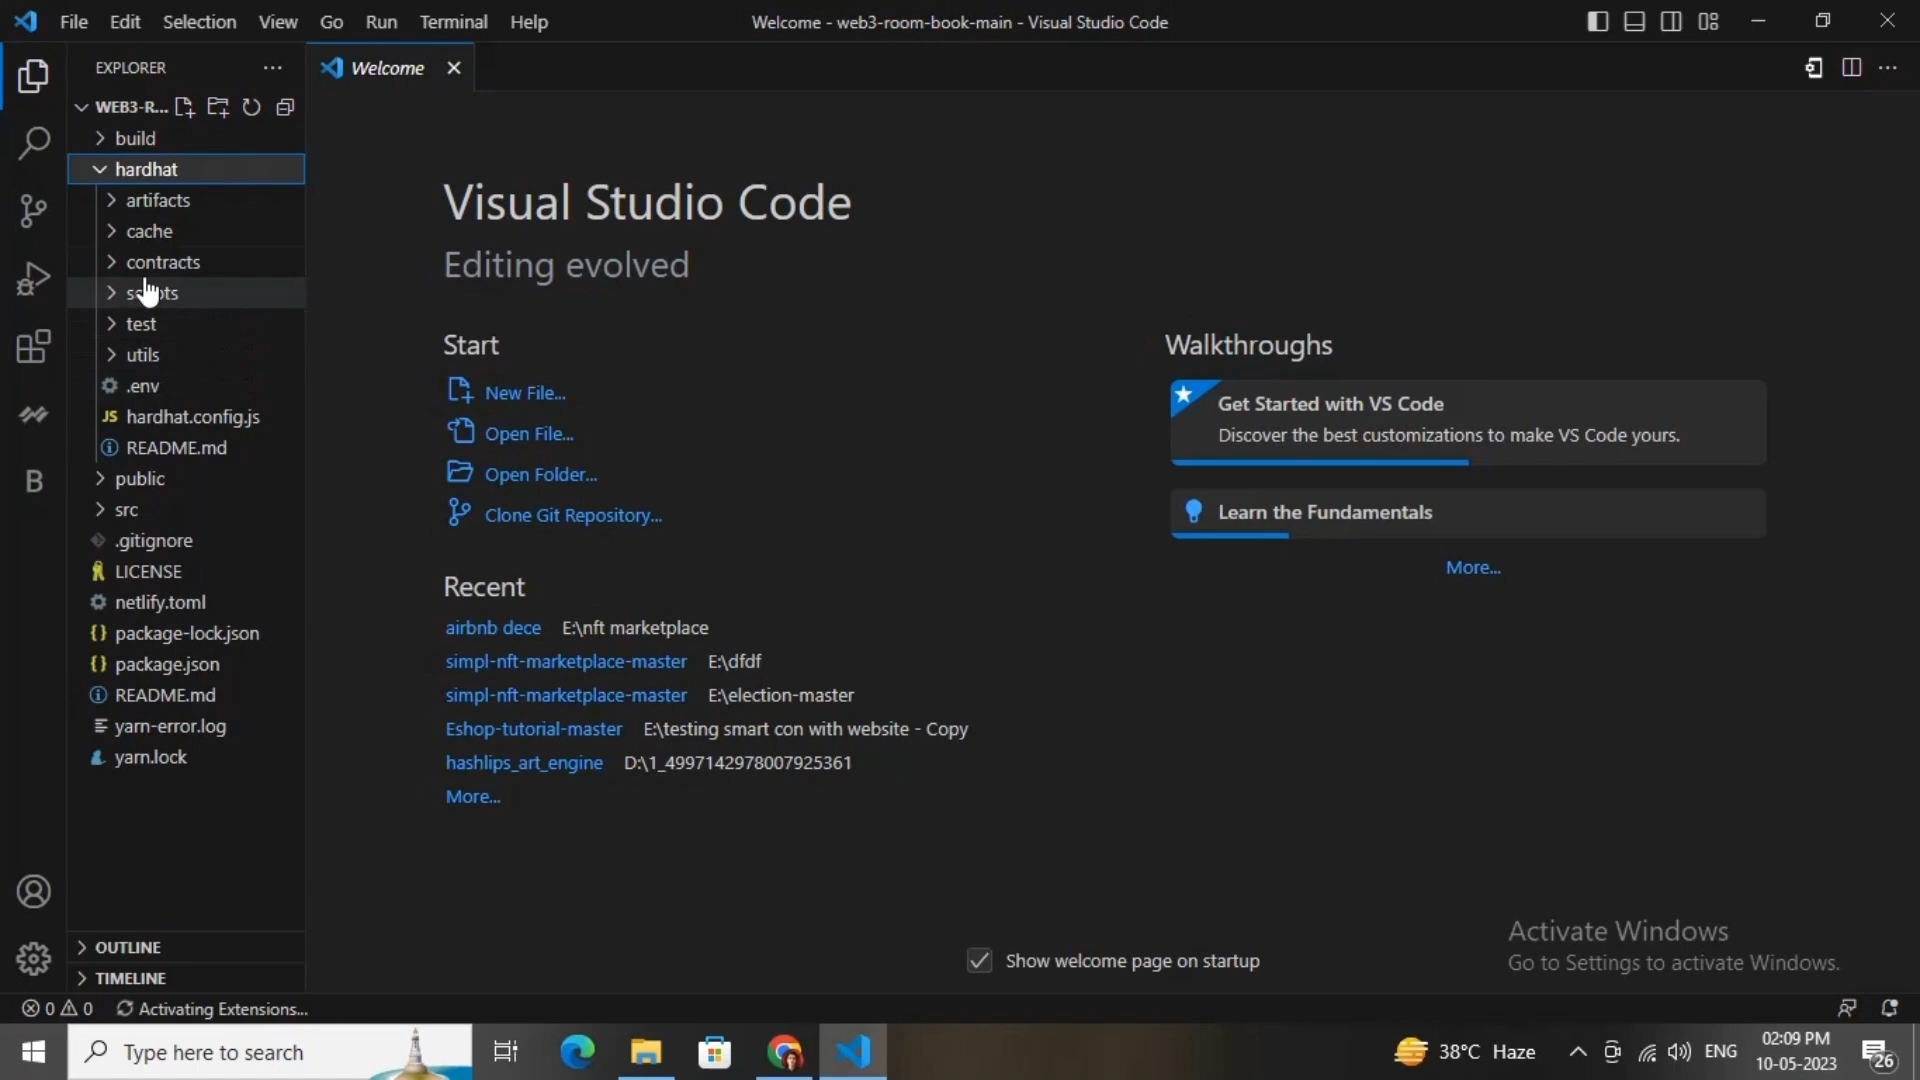 File Edit Selection View Go Run Terminal Help
Welcome - web3-room-book-main - Visual Studio Code
EXPLORER
Welcome
WEB3-R...
build
hardhat
artifacts
cache
contracts
test
utils
.env
JS hardhat.config.js
README.md
public
src
.gitignore
LICENSE
netlify.toml
{} package-lock.json
{} package.json
README.md
yarn-error.log
yarn.lock
OUTLINE
TIMELINE
B
Visual Studio Code
Editing evolved
Start
New File...
Open File...
Open Folder...
Clone Git Repository...
Recent
airbnb dece E:\nft marketplace
simpl-nft-marketplace-master E:\dfdf
simpl-nft-marketplace-master E:\election-master
Eshop-tutorial-master E:\testing smart con with website - Copy
hashlips_art_engine D:\1_4997142978007925361
More...
Walkthroughs
Get Started with VS Code
Discover the best customizations to make VS Code yours.
Learn the Fundamentals
More...
Show welcome page on startup
Activate Windows
Go to Settings to activate Windows.
0 0 Activating Extensions...
Type here to search
38°C Haze
ENG
02:09 PM
10-05-2023
26